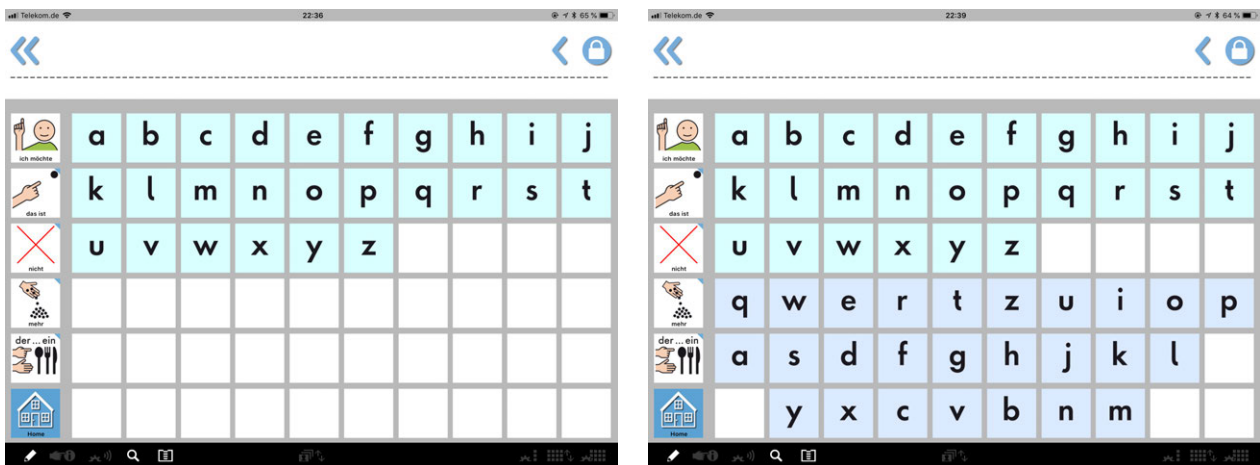 Telekom.de 22:36 65 %
ich möchte a b c d e f g h i j
das ist k l m n o p q r s t
nicht u v w x y z
mehr
der ... ein
Home
Telekom.de 22:39 64 %
ich möchte a b c d e f g h i j
das ist k l m n o p q r s t
nicht u v w x y z
mehr q w e r t z u i o p
der ... ein a s d f g h j k l
Home y x c v b n m